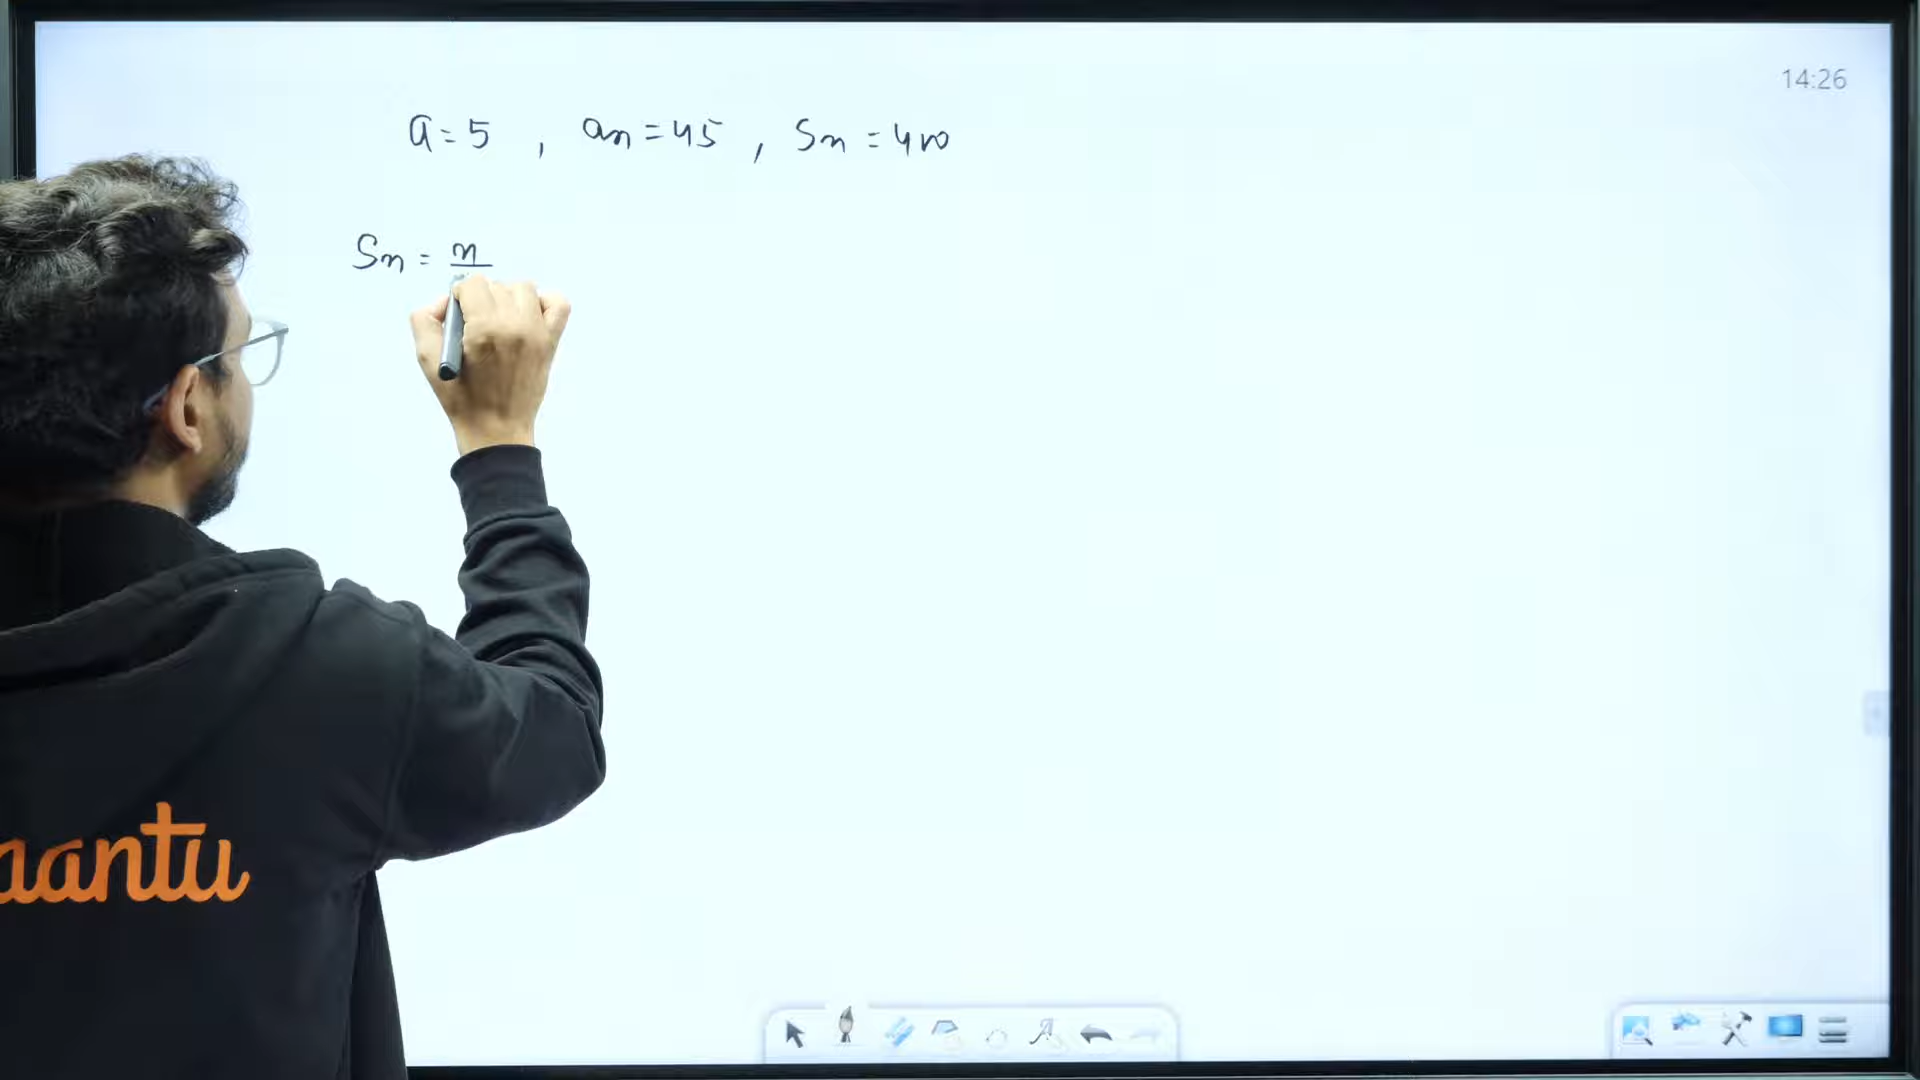 14:26
a = 5 , an = 45 , Sn = 400
Sn = n
aantu